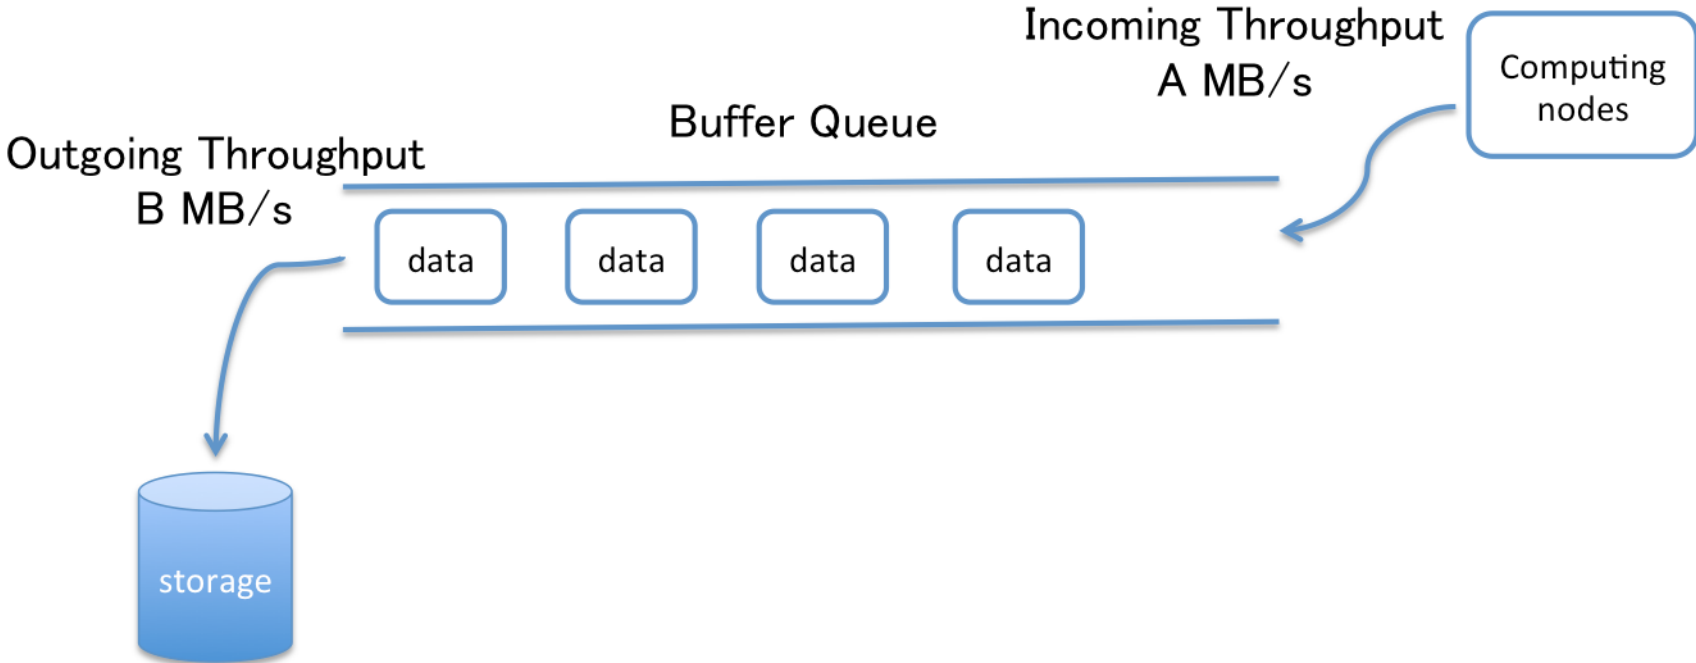 Incoming Throughput
A MB/s
Computing
nodes
Buffer Queue
Outgoing Throughput
B MB/s
data
data
data
data
storage